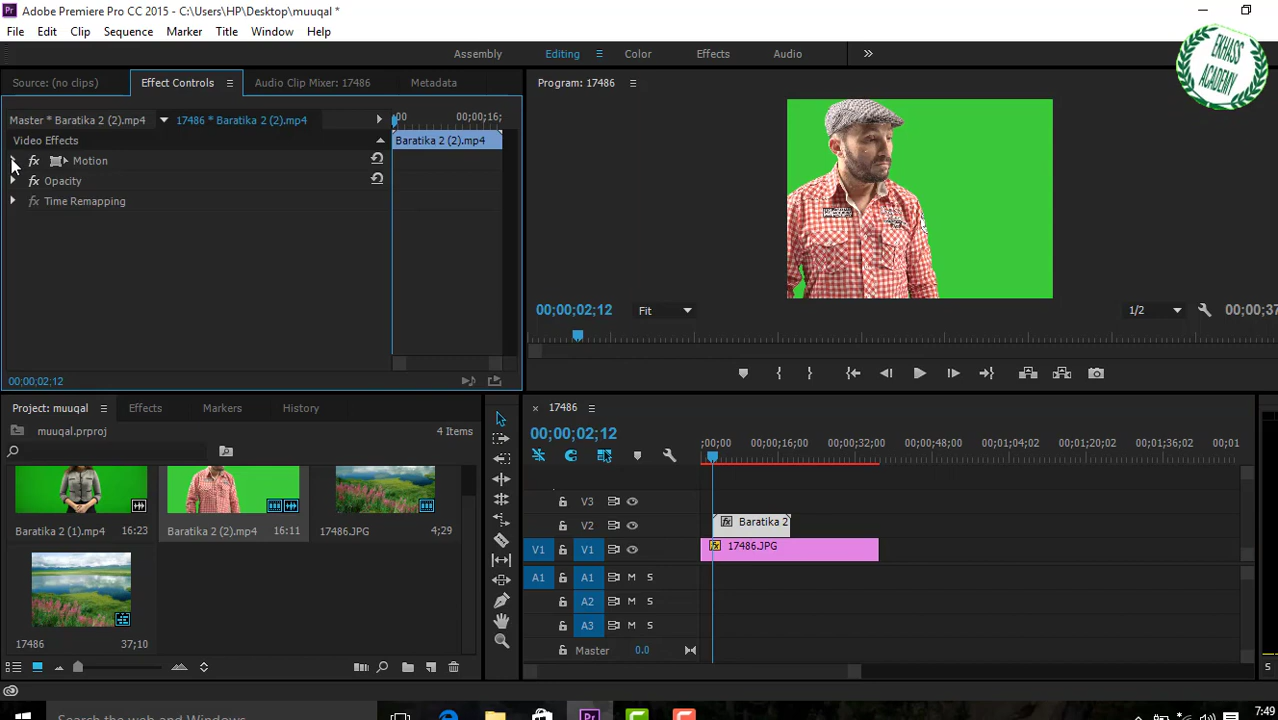 Adobe Premiere Pro CC 2015 - C:\Users\HP\Desktop\muuqal *
File Edit Clip Sequence Marker Title Window Help
Assembly Editing Color Effects Audio
EKHASS
ACADEMY
Source: (no clips) Effect Controls Audio Clip Mixer: 17486 Metadata
Program: 17486
Master * Baratika 2 (2).mp4 17486 * Baratika 2 (2).mp4
;00 00;00;16;
Video Effects
Baratika 2 (2).mp4
fx Motion
fx Opacity
fx Time Remapping
00;00;02;12
00;00;02;12 Fit 1/2 00;00;37
Project: muuqal Effects Markers History
muuqal.prproj 4 Items
Baratika 2 (1).mp4 16:23
Baratika 2 (2).mp4 16:11
17486.JPG 4;29
17486 37;10
× 17486
00;00;02;12
;00;00 00;00;16;00 00;00;32;00 00;00;48;00 00;01;04;02 00;01;20;02 00;01;36;02 00;01
V3
V2 fx Baratika 2
V1 V1 fx 17486.JPG
A1 A1 M S
A2 M S
A3 M S
Master 0.0
S
Search the web and Windows
7:49